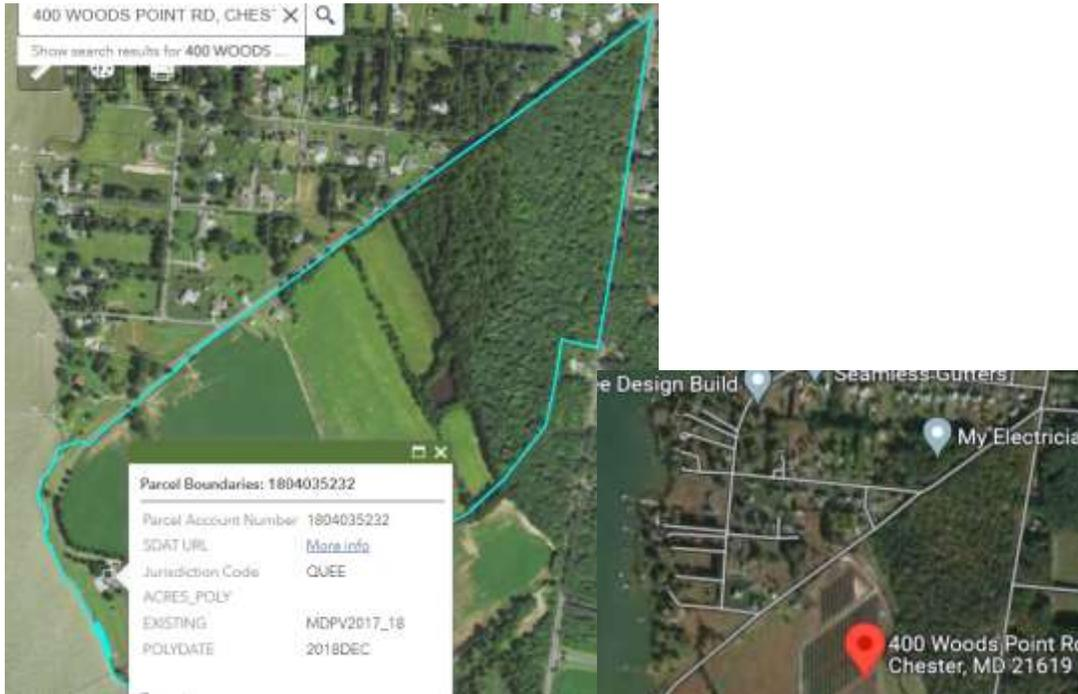 400 WOODS POINT RD, CHES
Show search results for 400 WOODS ...
Parcel Boundaries: 1804035232
Parcel Account Number 1804035232
SDAT URL More info
Jurisdiction Code QUEE
ACRES_POLY
EXISTING MDPV2017_18
POLYDATE 2018DEC
e Design Build
Seamless Gutters
My Electricia
400 Woods Point Rd
Chester, MD 21619